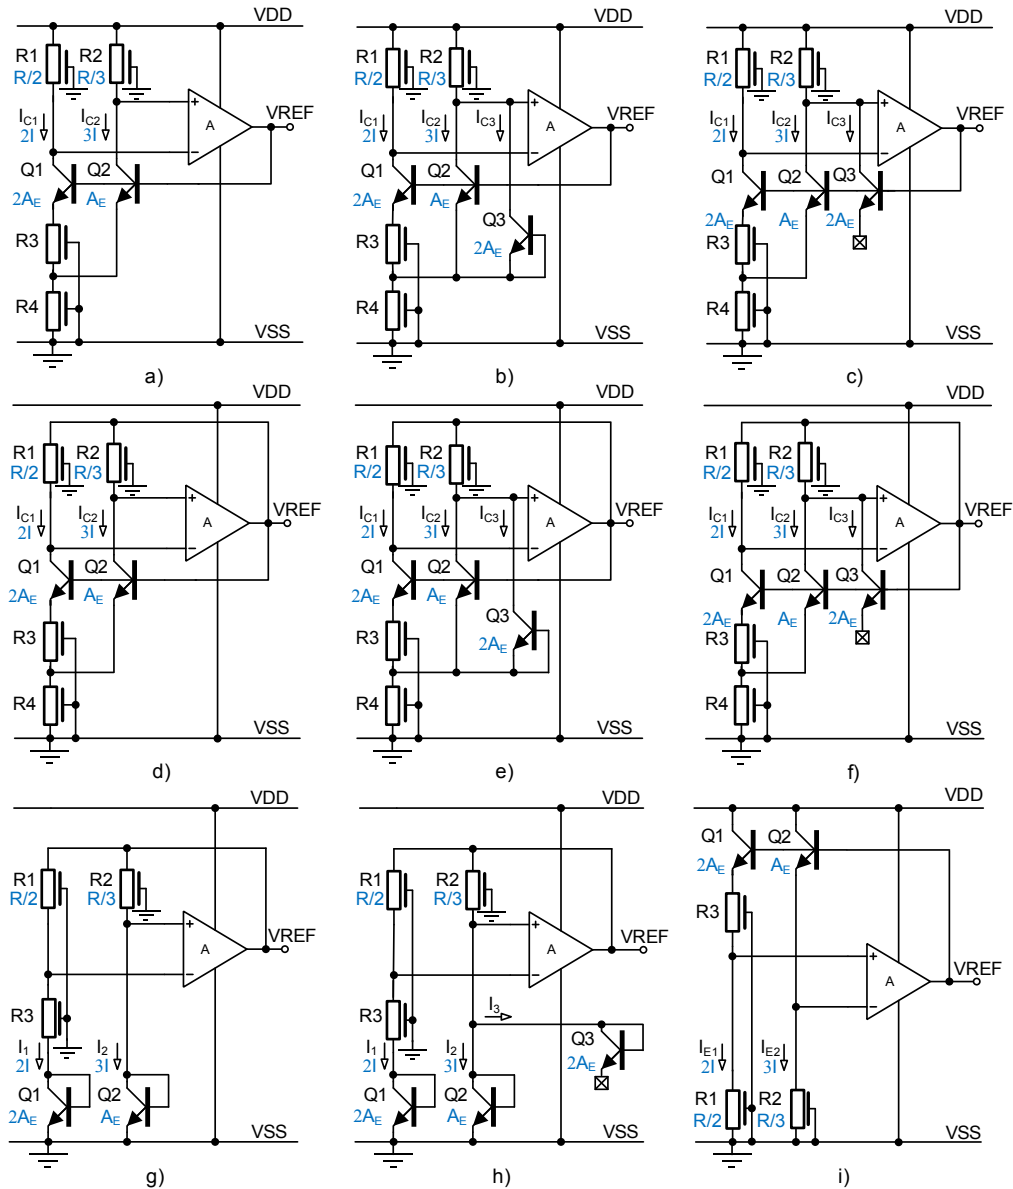 VDD
R1
R/2
R2
R/3
IC1
2I
IC2
3I
+
A
−
VREF
Q1
2AE
Q2
AE
R3
R4
VSS
a)
VDD
R1
R/2
R2
R/3
IC1
2I
IC2
3I
IC3
+
A
−
VREF
Q1
2AE
Q2
AE
Q3
2AE
R3
R4
VSS
b)
VDD
R1
R/2
R2
R/3
IC1
2I
IC2
3I
IC3
+
A
−
VREF
Q1
2AE
Q2
AE
Q3
2AE
R3
R4
VSS
c)
VDD
R1
R/2
R2
R/3
IC1
2I
IC2
3I
+
A
−
VREF
Q1
2AE
Q2
AE
R3
R4
VSS
d)
VDD
R1
R/2
R2
R/3
IC1
2I
IC2
3I
IC3
+
A
−
VREF
Q1
2AE
Q2
AE
Q3
2AE
R3
R4
VSS
e)
VDD
R1
R/2
R2
R/3
IC1
2I
IC2
3I
IC3
+
A
−
VREF
Q1
2AE
Q2
AE
Q3
2AE
R3
R4
VSS
f)
VDD
R1
R/2
R2
R/3
+
A
−
VREF
R3
I1
2I
I2
3I
Q1
2AE
Q2
AE
VSS
g)
VDD
R1
R/2
R2
R/3
+
A
−
VREF
R3
I3
I1
2I
I2
3I
Q3
2AE
Q1
2AE
Q2
AE
VSS
h)
VDD
Q1
2AE
Q2
AE
R3
+
A
−
VREF
IE1
2I
IE2
3I
R1
R/2
R2
R/3
VSS
i)